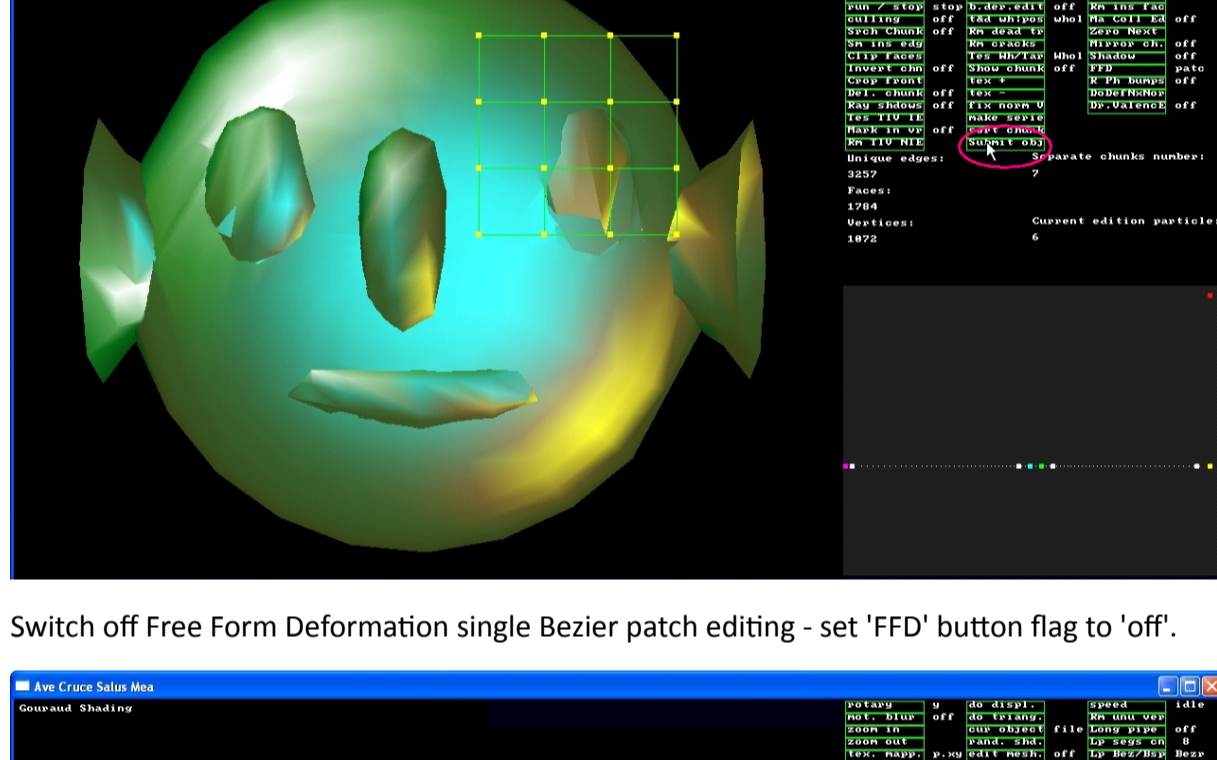 run / stop stop b.der.edit off Rm ins fac
culling off t&d wh|pos whol Ma Coll Ed off
Srch Chunk off Rm dead tr Zero Next
Sm ins edg Rm cracks Mirror ch. off
Clip faces Tes Wh/Tar Whol Shadow off
Invert chn off Show chunk off FFD patc
Crop front tex + R Ph bumps off
Del. chunk off tex - DoDefNxNor
Ray shdows off fix norm V Dr.ValencE off
Tes TIV IE make serie
Mark in vr off sort chunk
Rm TIV NIE Submit obj
Unique edges: Separate chunks number:
3257 7
Faces:
1784
Vertices: Current edition particle
1072 6
Switch off Free Form Deformation single Bezier patch editing - set 'FFD' button flag to 'off'.
Ave Cruce Salus Mea
Gouraud Shading rotary y do displ. speed idle
mot. blur off do triang. Rm unu ver
zoom in cur object file Long pipe off
zoom out rand. shd. Lp segs cn 8
tex. mapp. p.xy edit mesh. off Lp Bez/Bsp Bezr